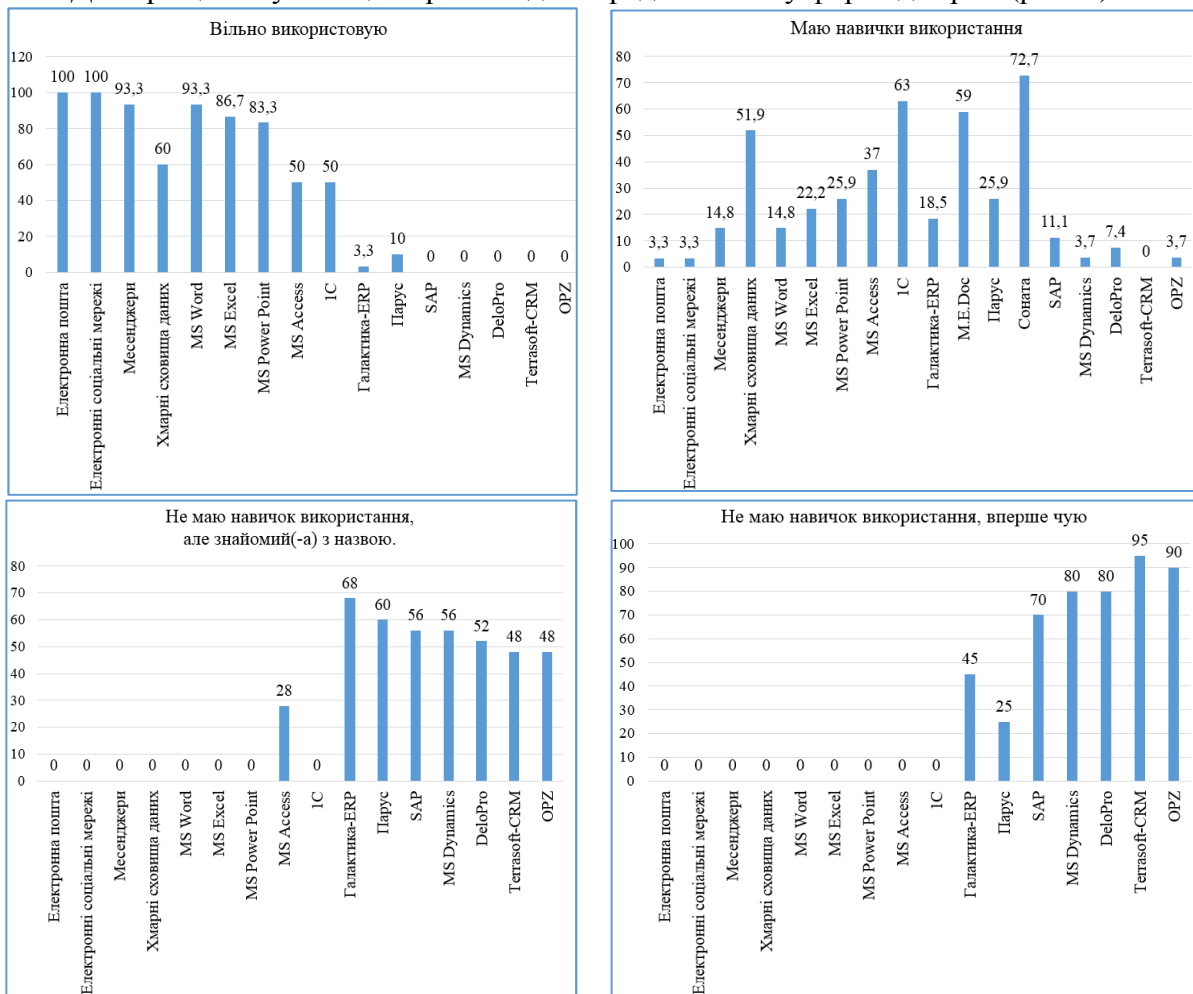 Вільно використовую
120
100
80
60
40
20
0
100 100 93,3 60 93,3 86,7 83,3 50 50 3,3 10 0 0 0 0 0
Електронна пошта
Електронні соціальні мережі
Месенджери
Хмарні сховища даних
MS Word
MS Excel
MS Power Point
MS Access
1С
Галактика-ERP
Парус
SAP
MS Dynamics
DeloPro
Terrasoft-CRM
OPZ
Маю навички використання
80
70
60
50
40
30
20
10
0
3,3 3,3 14,8 51,9 14,8 22,2 25,9 37 63 18,5 59 25,9 72,7 11,1 3,7 7,4 0 3,7
Електронна пошта
Електронні соціальні мережі
Месенджери
Хмарні сховища даних
MS Word
MS Excel
MS Power Point
MS Access
1С
Галактика-ERP
M.E.Doc
Парус
Соната
SAP
MS Dynamics
DeloPro
Terrasoft-CRM
OPZ
Не маю навичок використання,
але знайомий(-а) з назвою.
80
70
60
50
40
30
20
10
0
0 0 0 0 0 0 0 28 0 68 60 56 56 52 48 48
Електронна пошта
Електронні соціальні мережі
Месенджери
Хмарні сховища даних
MS Word
MS Excel
MS Power Point
MS Access
1С
Галактика-ERP
Парус
SAP
MS Dynamics
DeloPro
Terrasoft-CRM
OPZ
Не маю навичок використання, вперше чую
100
90
80
70
60
50
40
30
20
10
0
0 0 0 0 0 0 0 0 0 45 25 70 80 80 95 90
Електронна пошта
Електронні соціальні мережі
Месенджери
Хмарні сховища даних
MS Word
MS Excel
MS Power Point
MS Access
1С
Галактика-ERP
Парус
SAP
MS Dynamics
DeloPro
Terrasoft-CRM
OPZ